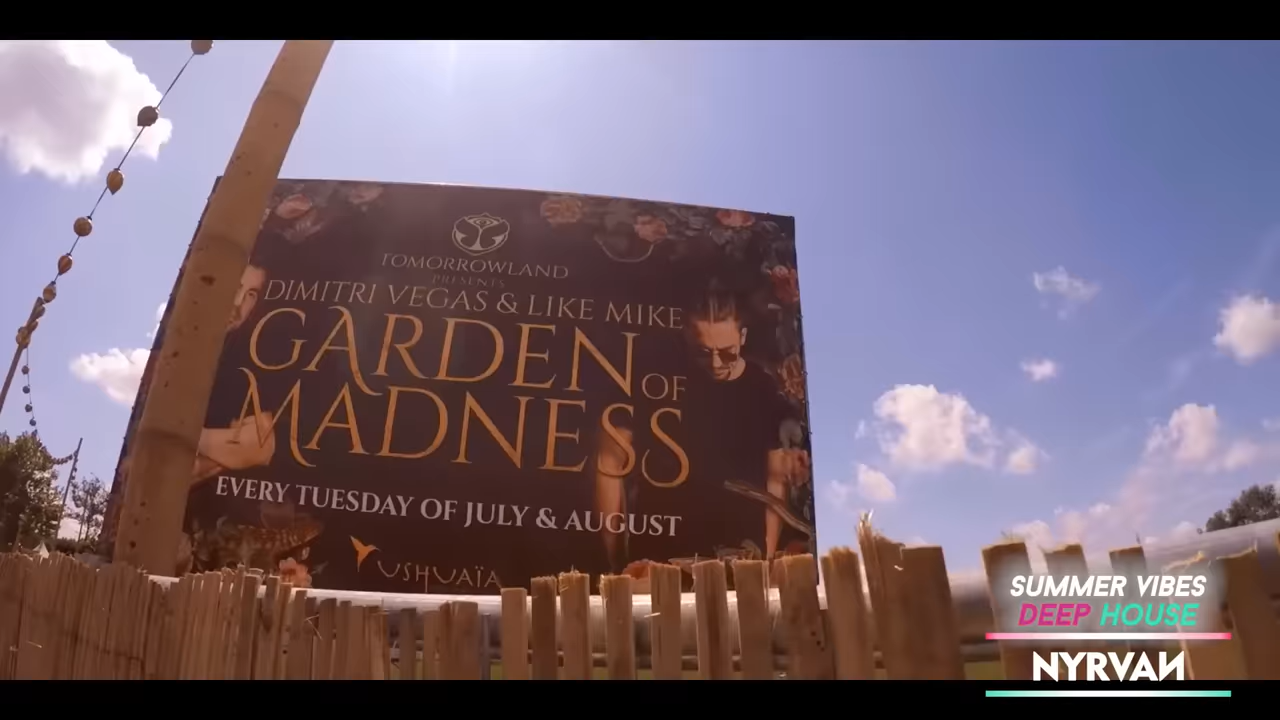 TOMORROWLAND
PRESENTS
DIMITRI VEGAS & LIKE MIKE
GARDEN OF
MADNESS
EVERY TUESDAY OF JULY & AUGUST
USHUAÏA
SUMMER VIBES
DEEP HOUSE
NYRVAN